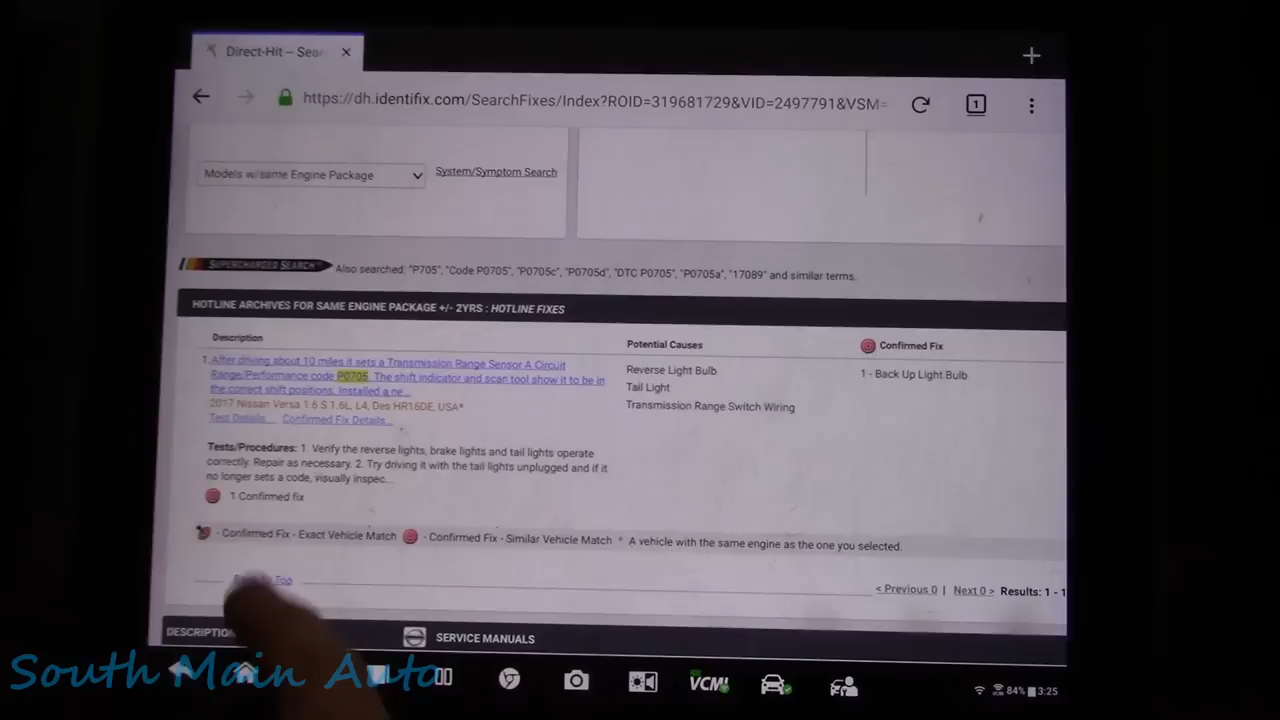 Direct-Hit – Sear
https://dh.identifix.com/SearchFixes/Index?ROID=319681729&VID=2497791&VSM=
1
Models w/same Engine Package
System/Symptom Search
SUPERCHARGED SEARCH
Also searched: "P705", "Code P0705", "P0705c", "P0705d", "DTC P0705", "P0705a", "17089" and similar terms.
HOTLINE ARCHIVES FOR SAME ENGINE PACKAGE +/- 2YRS : HOTLINE FIXES
Description
Potential Causes
Confirmed Fix
1. After driving about 10 miles it sets a Transmission Range Sensor A Circuit
Range/Performance code P0705. The shift indicator and scan tool show it to be in
the correct shift positions. Installed a ne...
2017 Nissan Versa 1.6 S 1.6L, L4, Des HR16DE, USA*
Test Details... Confirmed Fix Details...
Reverse Light Bulb
Tail Light
Transmission Range Switch Wiring
1 - Back Up Light Bulb
Tests/Procedures: 1. Verify the reverse lights, brake lights and tail lights operate
correctly. Repair as necessary. 2. Try driving it with the tail lights unplugged and if it
no longer sets a code, visually inspec...
1 Confirmed fix
- Confirmed Fix - Exact Vehicle Match - Confirmed Fix - Similar Vehicle Match * A vehicle with the same engine as the one you selected.
Top
< Previous 0 | Next 0 > Results: 1 - 1
DESCRIPTIO
SERVICE MANUALS
South Main Auto
VCMI
VCMI 84% 3:25